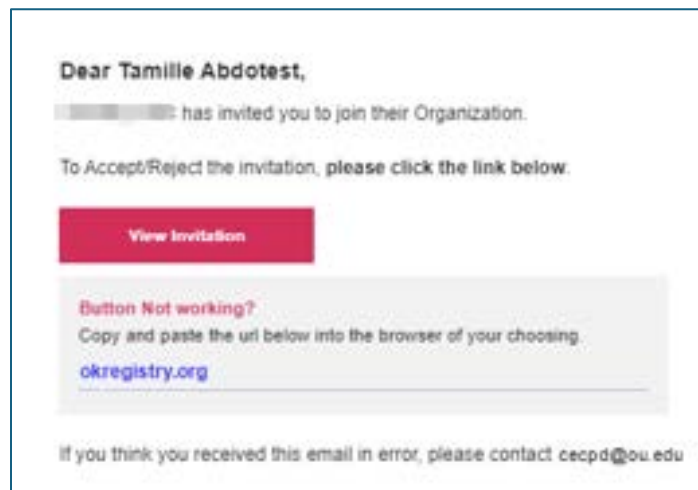 Dear Tamille Abdotest,
has invited you to join their Organization.
To Accept/Reject the invitation, please click the link below.
View Invitation
Button Not working?
Copy and paste the url below into the browser of your choosing.
okregistry.org
If you think you received this email in error, please contact cecpd@ou.edu